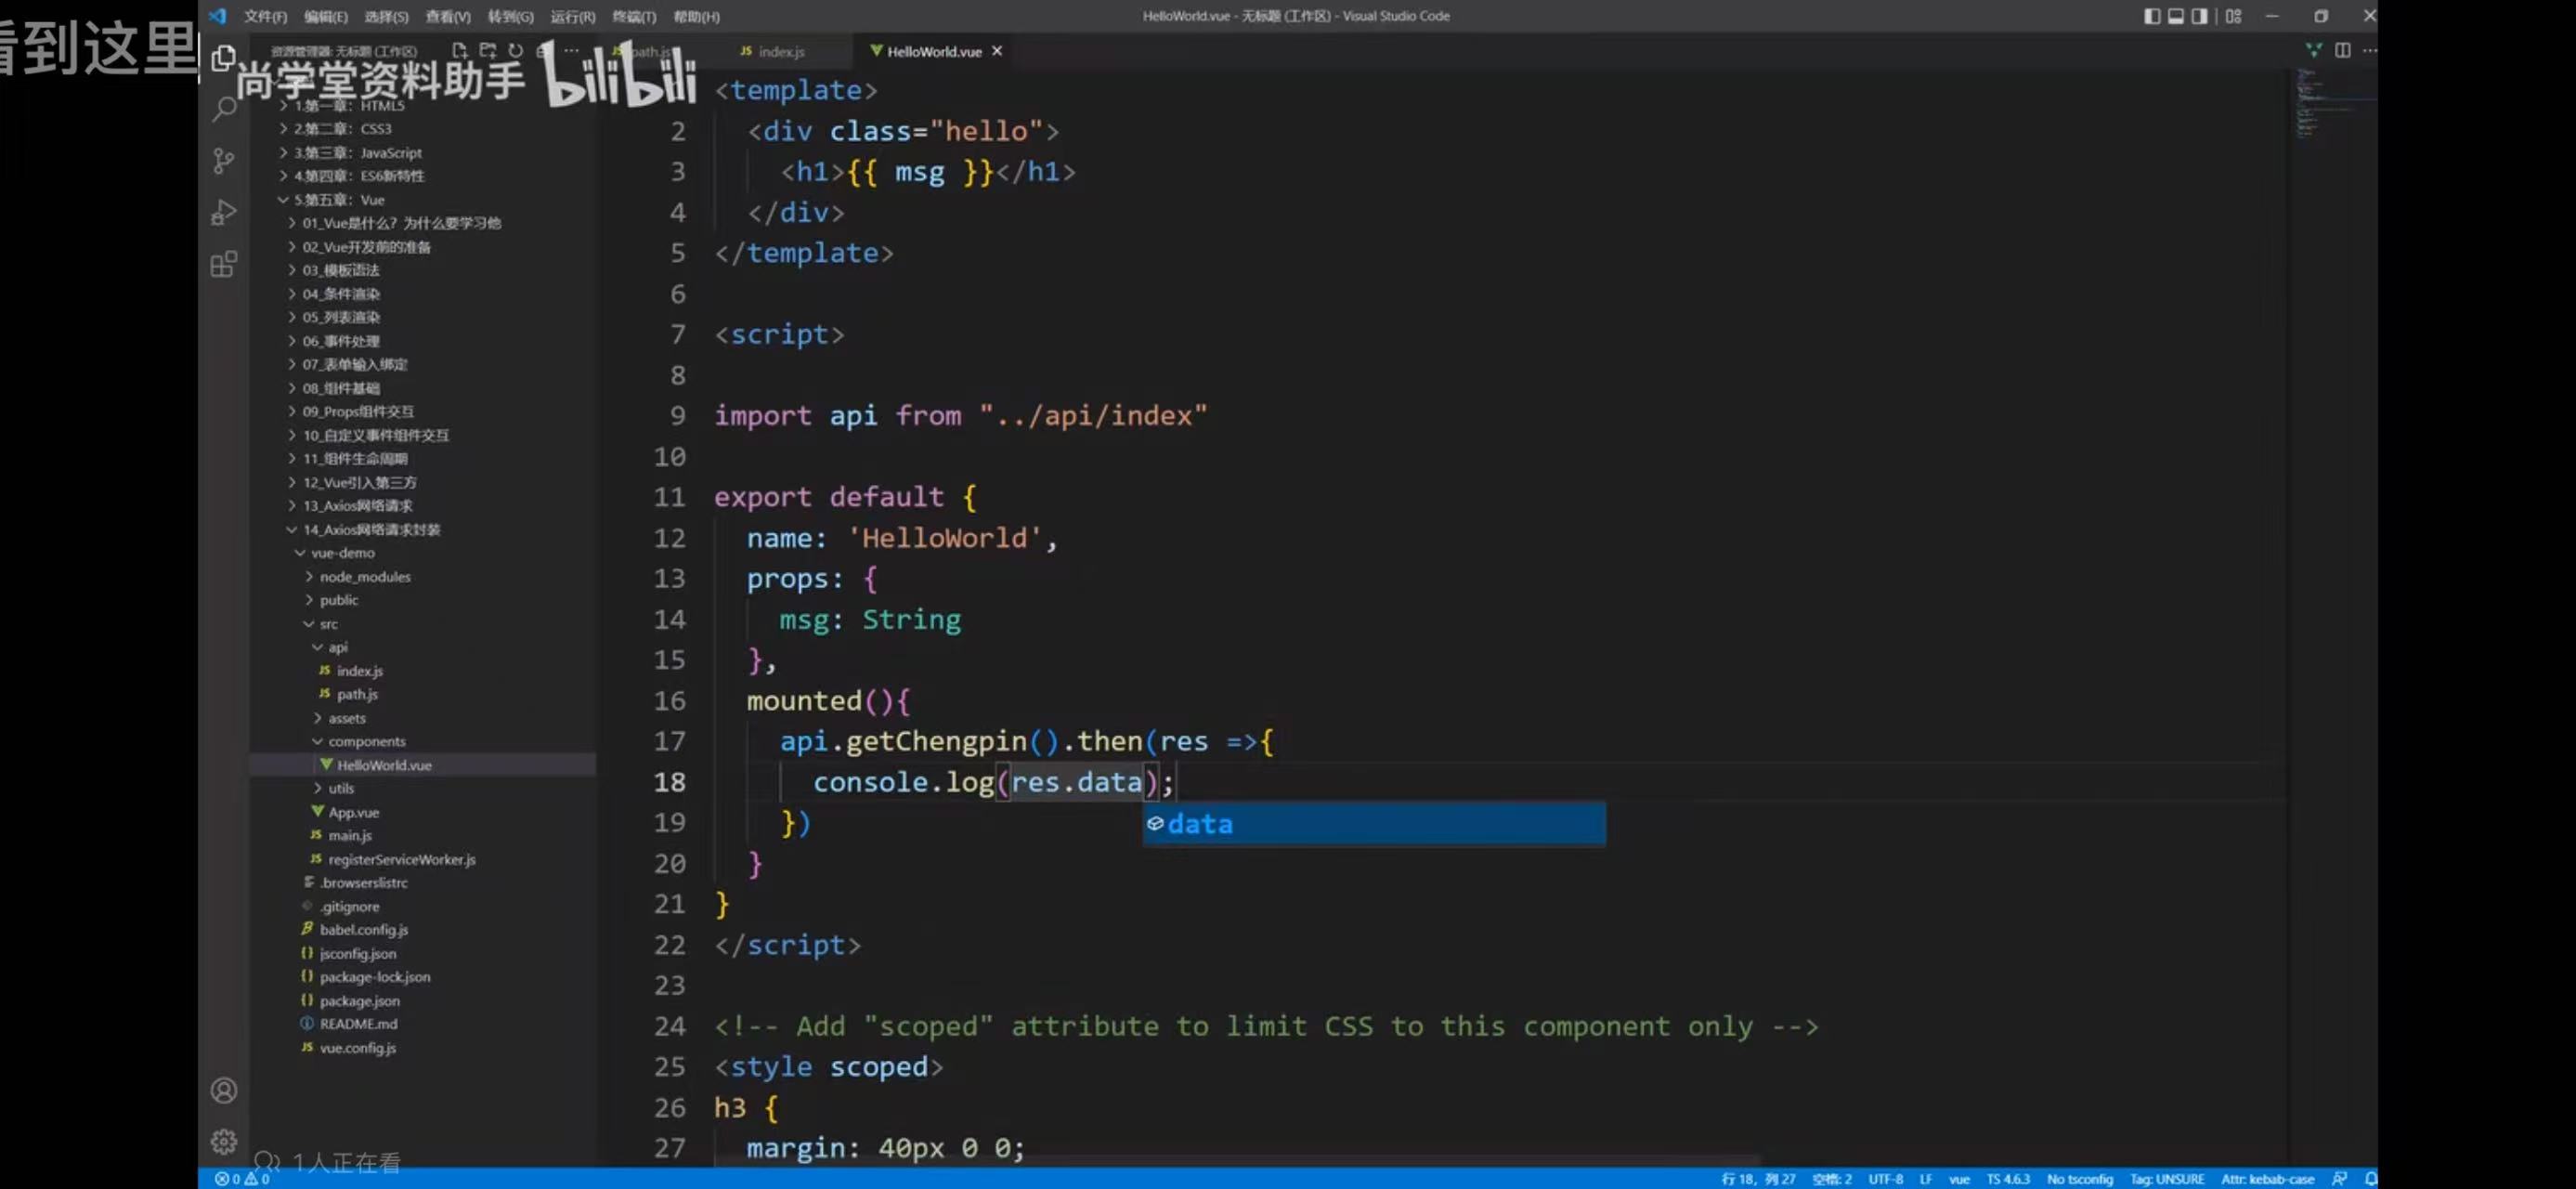 看到这里
文件(F) 编辑(E) 选择(S) 查看(V) 转到(G) 运行(R) 终端(T) 帮助(H)
HelloWorld.vue - 无标题 (工作区) - Visual Studio Code
资源管理器: 无标题 (工作区)
JS path.js
JS index.js
HelloWorld.vue
尚学堂资料助手 bilibili
1.第一章：HTML5
2.第二章：CSS3
3.第三章：JavaScript
4.第四章：ES6新特性
5.第五章：Vue
01_Vue是什么？为什么要学习他
02_Vue开发前的准备
03_模板语法
04_条件渲染
05_列表渲染
06_事件处理
07_表单输入绑定
08_组件基础
09_Props组件交互
10_自定义事件组件交互
11_组件生命周期
12_Vue引入第三方
13_Axios网络请求
14_Axios网络请求封装
vue-demo
node_modules
public
src
api
JS index.js
JS path.js
assets
components
HelloWorld.vue
utils
App.vue
JS main.js
JS registerServiceWorker.js
.browserslistrc
.gitignore
babel.config.js
{} jsconfig.json
{} package-lock.json
{} package.json
README.md
JS vue.config.js
<template>
2 <div class="hello">
3 <h1>{{ msg }}</h1>
4 </div>
5 </template>
6
7 <script>
8
9 import api from "../api/index"
10
11 export default {
12 name: 'HelloWorld',
13 props: {
14 msg: String
15 },
16 mounted(){
17 api.getChengpin().then(res =>{
18 console.log(res.data);
data
19 })
20 }
21 }
22 </script>
23
24 <!-- Add "scoped" attribute to limit CSS to this component only -->
25 <style scoped>
26 h3 {
27 margin: 40px 0 0;
1人正在看
0 0
行 18，列 27 空格: 2 UTF-8 LF vue TS 4.6.3 No tsconfig Tag: UNSURE Attr: kebab-case